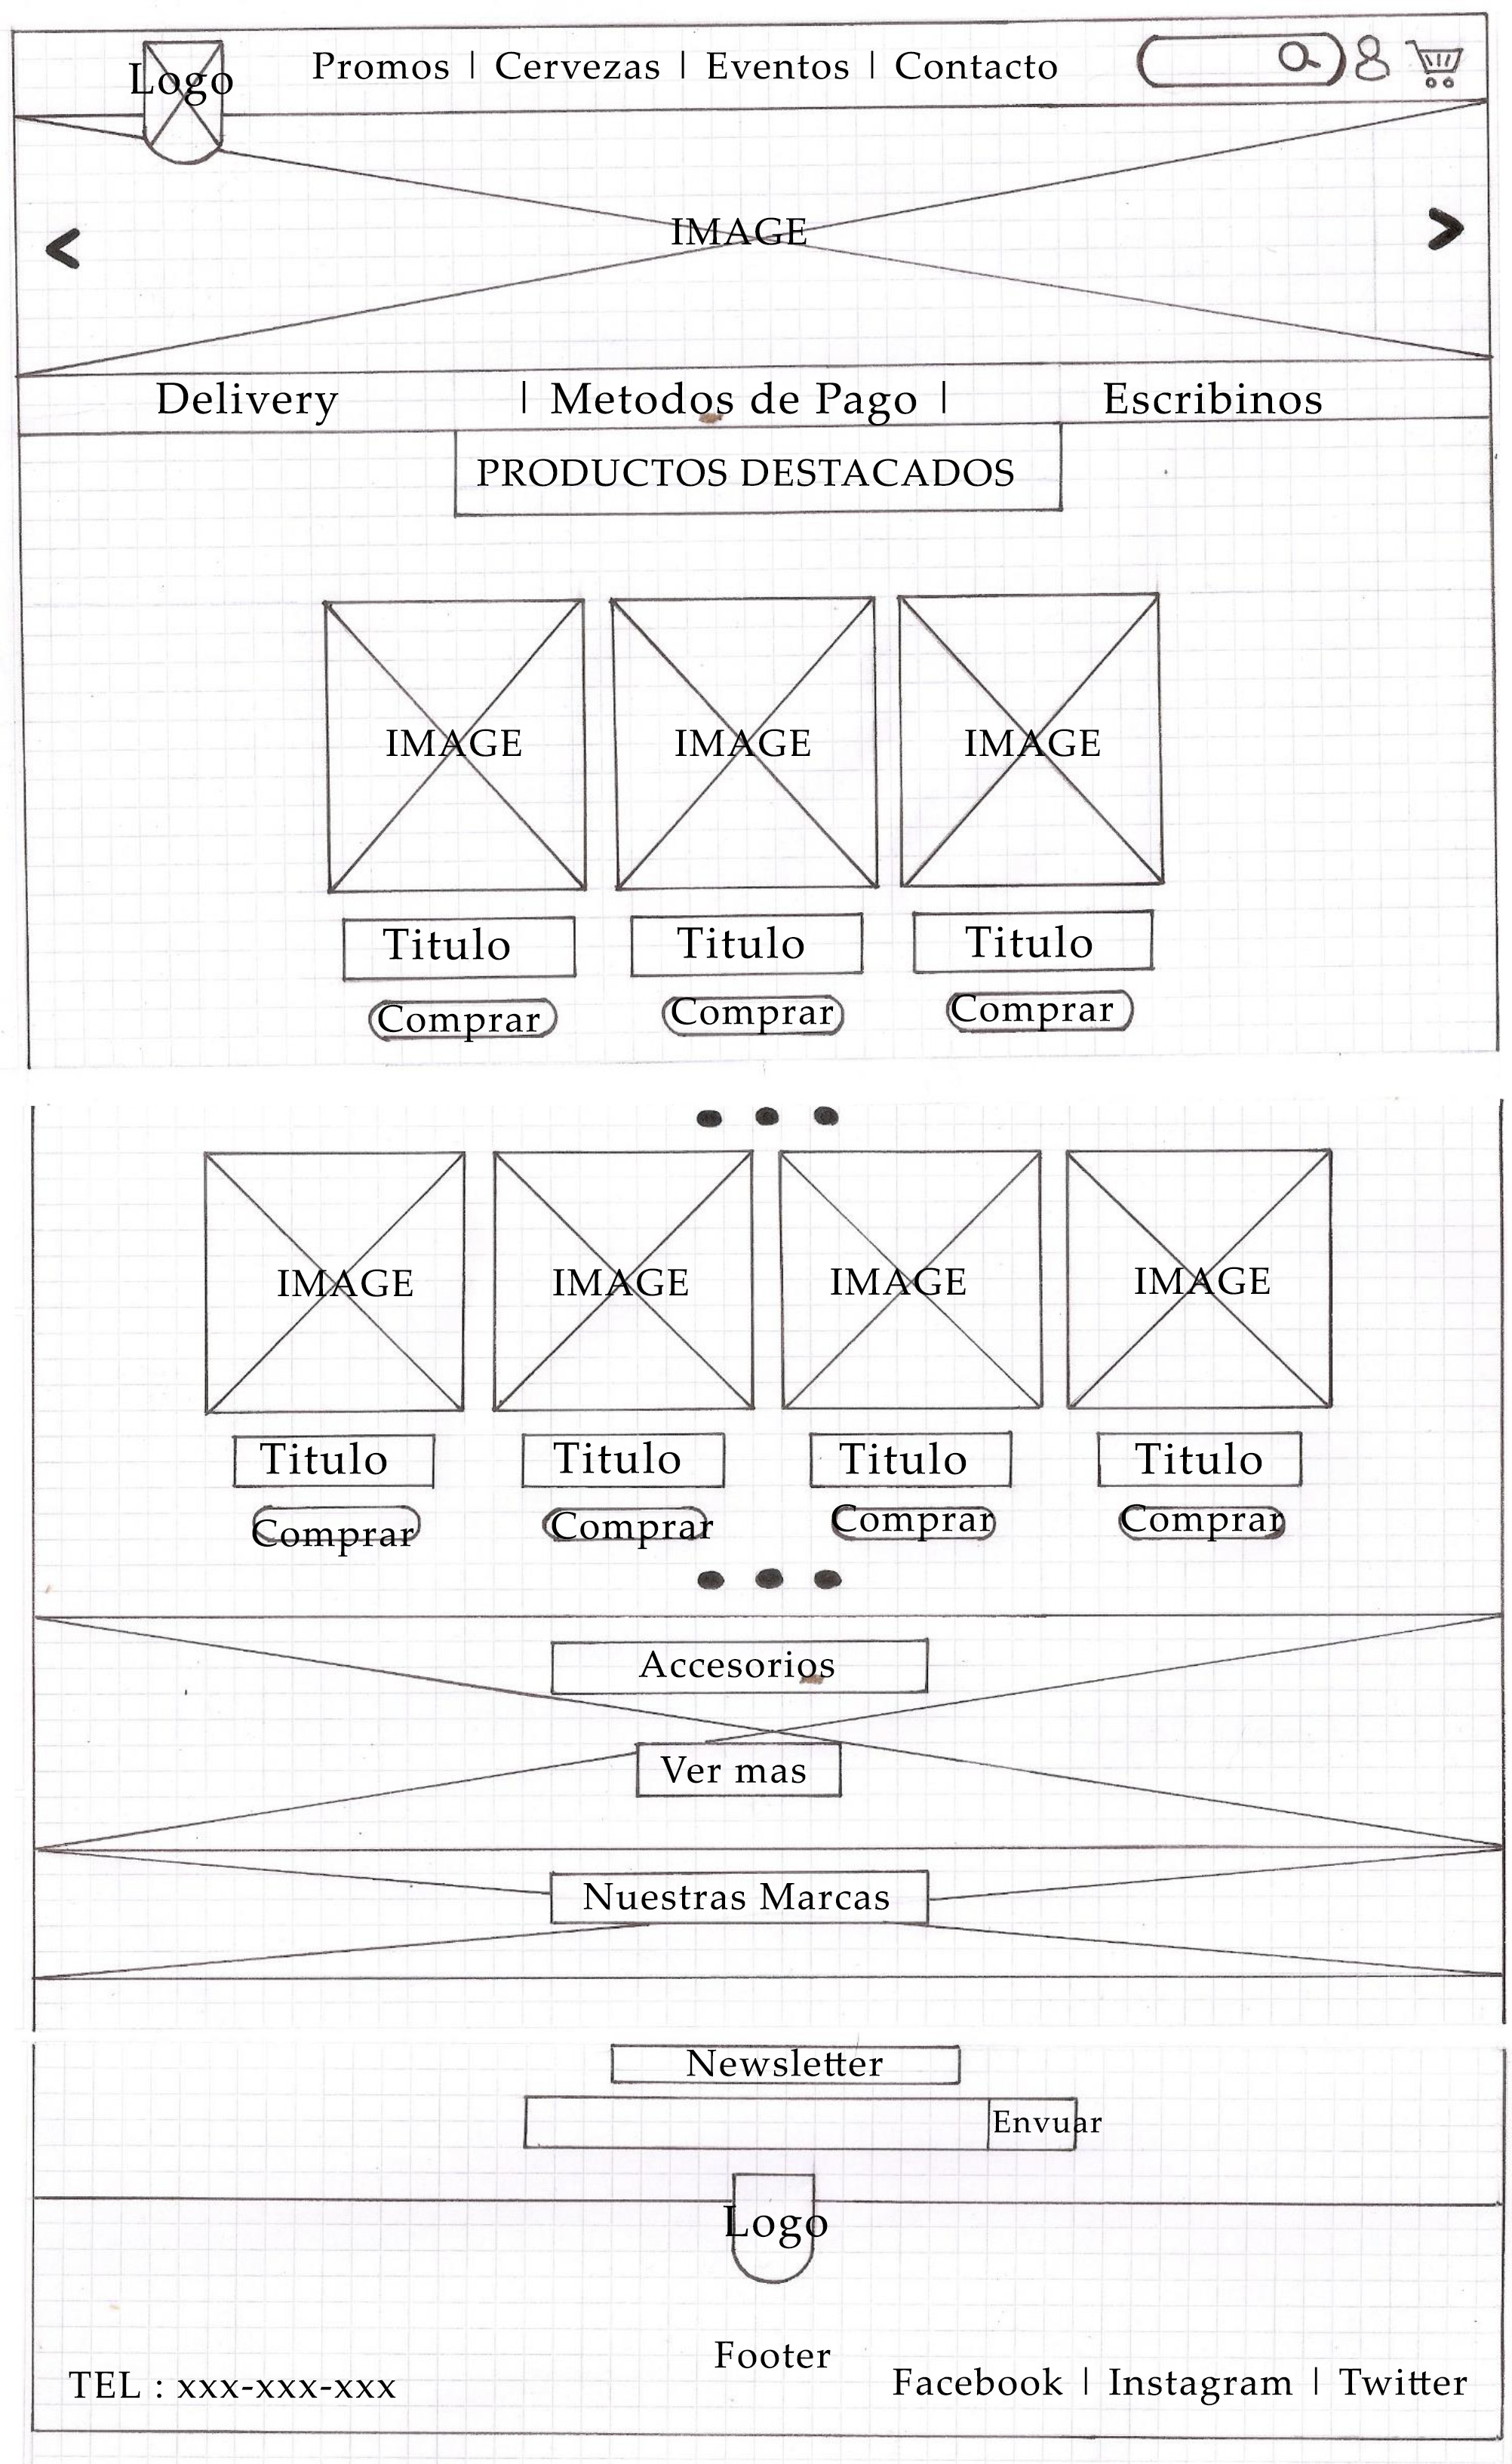 Logo
Promos | Cervezas | Eventos | Contacto
IMAGE
Delivery | Metodos de Pago | Escribinos
PRODUCTOS DESTACADOS
IMAGE IMAGE IMAGE
Titulo Titulo Titulo
Comprar Comprar Comprar
IMAGE IMAGE IMAGE IMAGE
Titulo Titulo Titulo Titulo
Comprar Comprar Comprar Comprar
Accesorios
Ver mas
Nuestras Marcas
Newsletter
Envuar
Logo
Footer
TEL : xxx-xxx-xxx
Facebook | Instagram | Twitter